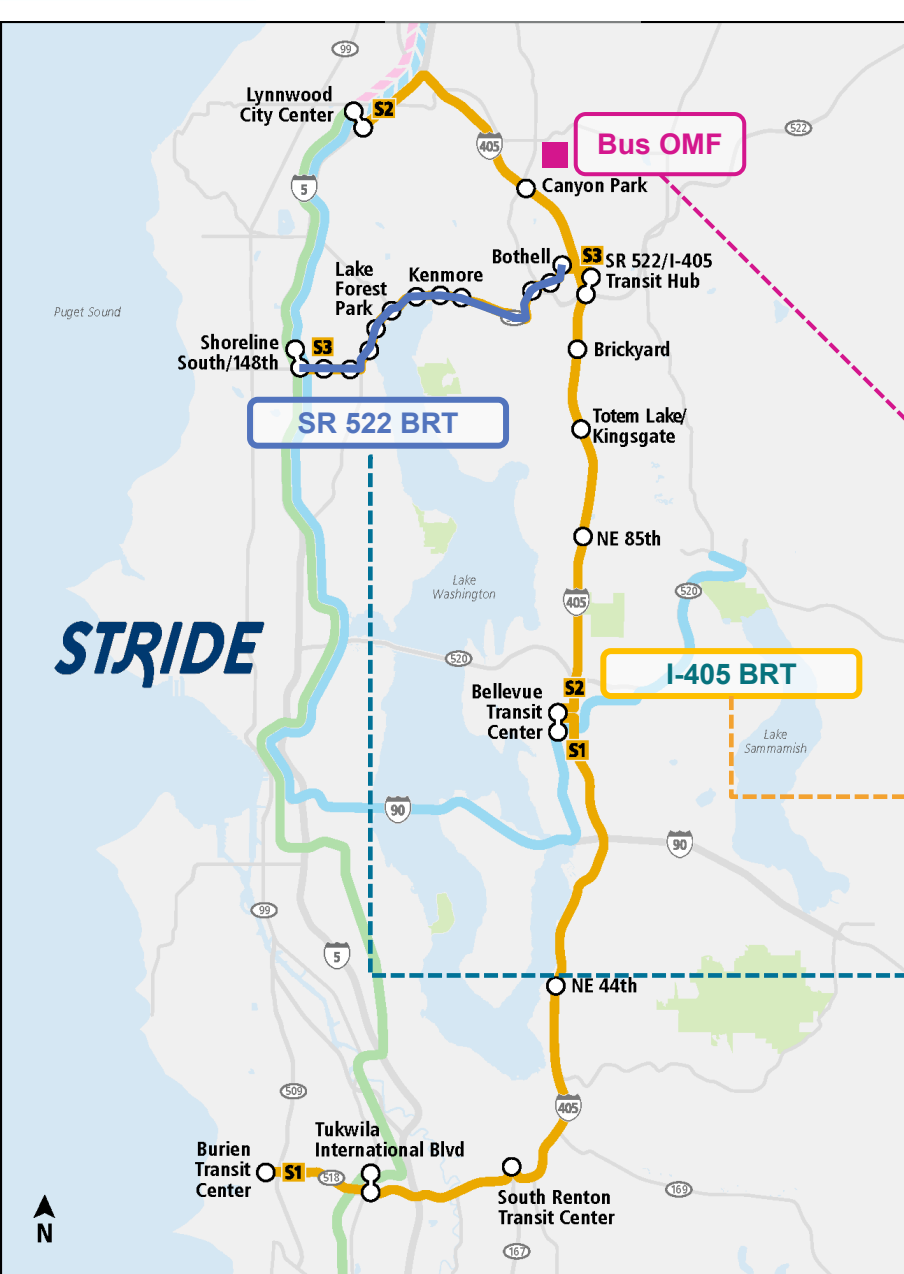 99
Lynnwood
City Center
S2
522
Bus OMF
405
5
Canyon Park
Bothell
S3
SR 522/I-405
Transit Hub
Lake
Forest
Park
Kenmore
Puget Sound
Shoreline
South/148th
S3
Brickyard
SR 522 BRT
Totem Lake/
Kingsgate
NE 85th
Lake
Washington
405
520
STRIDE
520
I-405 BRT
S2
Bellevue
Transit
Center
S1
Lake
Sammamish
90
90
99
5
NE 44th
509
405
Tukwila
International Blvd
Burien
Transit
Center
S1
518
South Renton
Transit Center
169
N
167